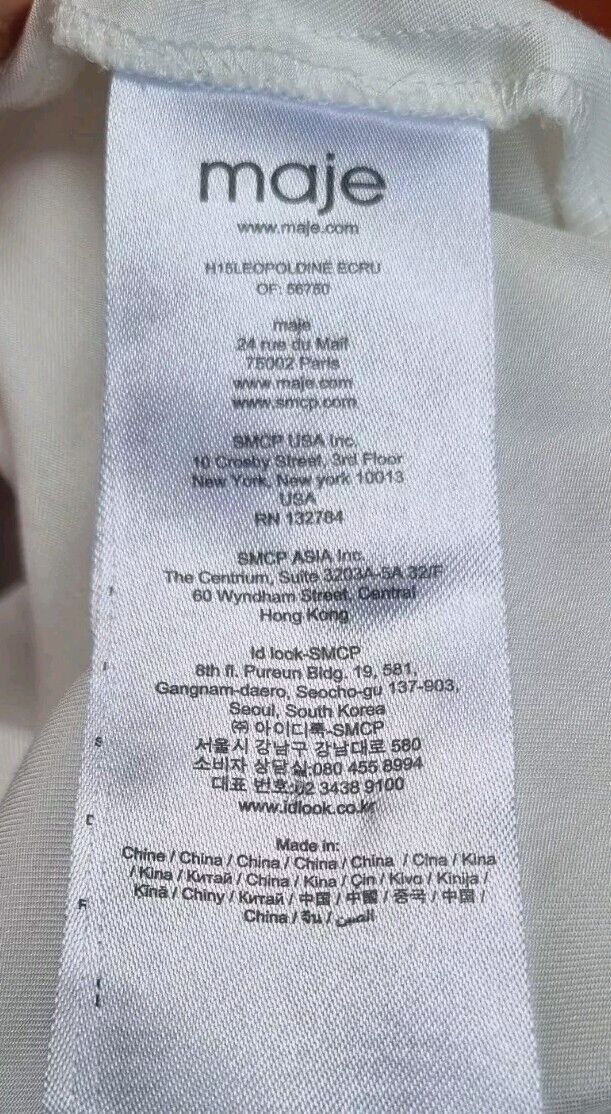 maje
www.maje.com
H15LEOPOLDINE ECRU
OF: 56750
maje
24 rue du Mail
75002 Paris
www.maje.com
www.smcp.com
SMCP USA Inc.
10 Crosby Street, 3rd Floor
New York, New york 10013
USA
RN 132784
SMCP ASIA Inc.
The Centrium, Suite 3203A-5A 32/F
60 Wyndham Street, Central
Hong Kong
Id look-SMCP
8th fl. Pureun Bldg. 19, 581,
Gangnam-daero, Seocho-gu 137-903,
Seoul, South Korea
㈜ 아이디룩-SMCP
서울시 강남구 강남대로 580
소비자 상담실:080 455 8994
대표 번호:02 3438 9100
www.idlook.co.kr
Made in:
Chine / China / China / China / China / Cina / Kina
/ Kina / Китай / China / Kina / Çin / Κίνα / Kinija /
Ķīnā / Chiny / Китай / 中国 / 中國 / 중국 / 中国 /
China / จีน / الصين